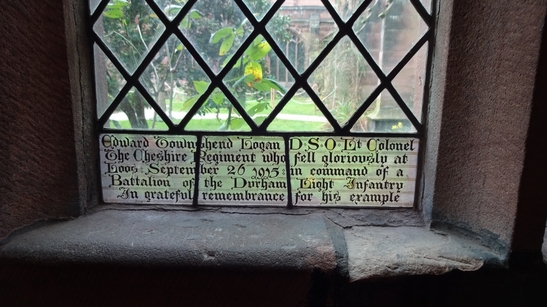 Edward Townshend Logan D·S·O· Lt Colonel
The Cheshire Regiment who fell gloriously at
Loos: September 26 1915: in command of a
Battalion of the Durham Light Infantry
In grateful remembrance for his example